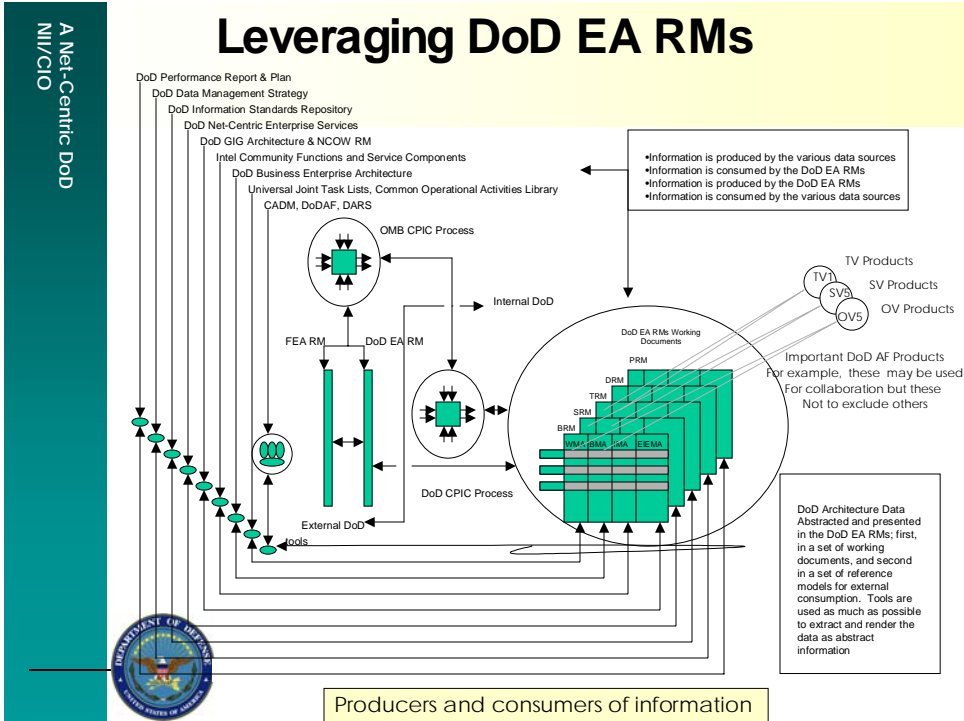 A Net-Centric DoD
NII/CIO
Leveraging DoD EA RMs
DoD Performance Report & Plan
DoD Data Management Strategy
DoD Information Standards Repository
DoD Net-Centric Enterprise Services
DoD GIG Architecture & NCOW RM
Intel Community Functions and Service Components
DoD Business Enterprise Architecture
Universal Joint Task Lists, Common Operational Activities Library
CADM, DoDAF, DARS
OMB CPIC Process
•Information is produced by the various data sources
•Information is consumed by the DoD EA RMs
•Information is produced by the DoD EA RMs
•Information is consumed by the various data sources
TV Products
TV1
SV Products
SV5
OV Products
OV5
Internal DoD
FEA RM
DoD EA RM
DoD EA RMs Working
Documents
PRM
DRM
TRM
SRM
BRM
WMA BMA IMA EIEMA
Important DoD AF Products
For example, these may be used
For collaboration but these
Not to exclude others
DoD CPIC Process
External DoD
tools
DoD Architecture Data
Abstracted and presented
in the DoD EA RMs; first,
in a set of working
documents, and second
in a set of reference
models for external
consumption. Tools are
used as much as possible
to extract and render the
data as abstract
information
DEPARTMENT OF DEFENSE
UNITED STATES OF AMERICA
Producers and consumers of information